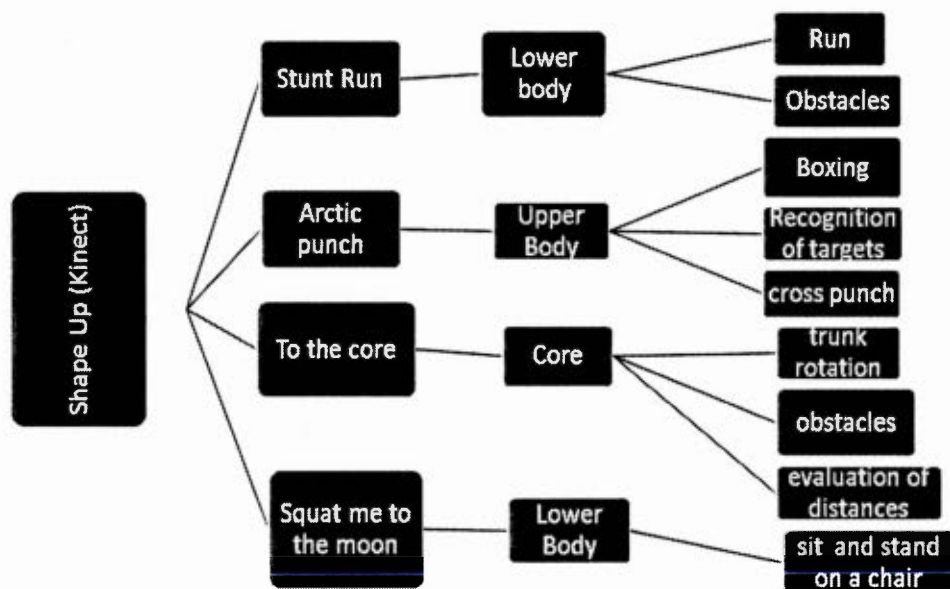 Shape Up (Kinect)
Stunt Run
Lower
body
Run
Obstacles
Arctic
punch
Upper
Body
Boxing
Recognition
of targets
cross punch
To the core
Core
trunk
rotation
obstacles
evaluation of
distances
Squat me to
the moon
Lower
Body
sit and stand
on a chair